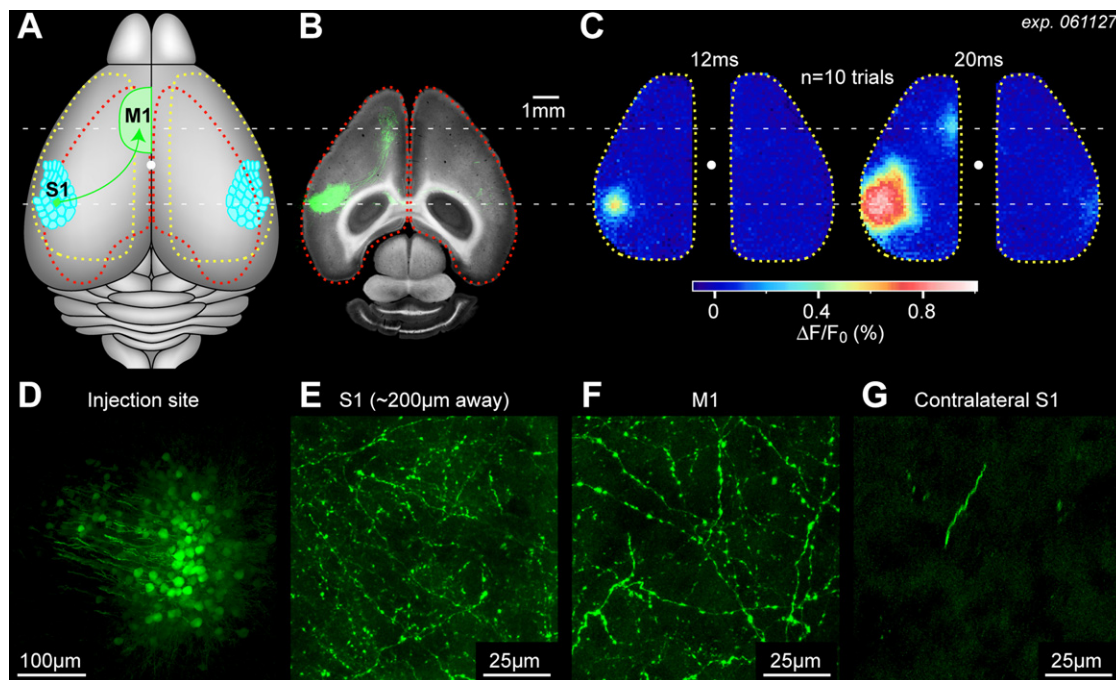 A
M1
S1
B
1mm
C
exp. 061127
12ms
20ms
n=10 trials
0
0.4
0.8
ΔF/F₀ (%)
D
Injection site
100µm
E
S1 (~200µm away)
25µm
F
M1
25µm
G
Contralateral S1
25µm